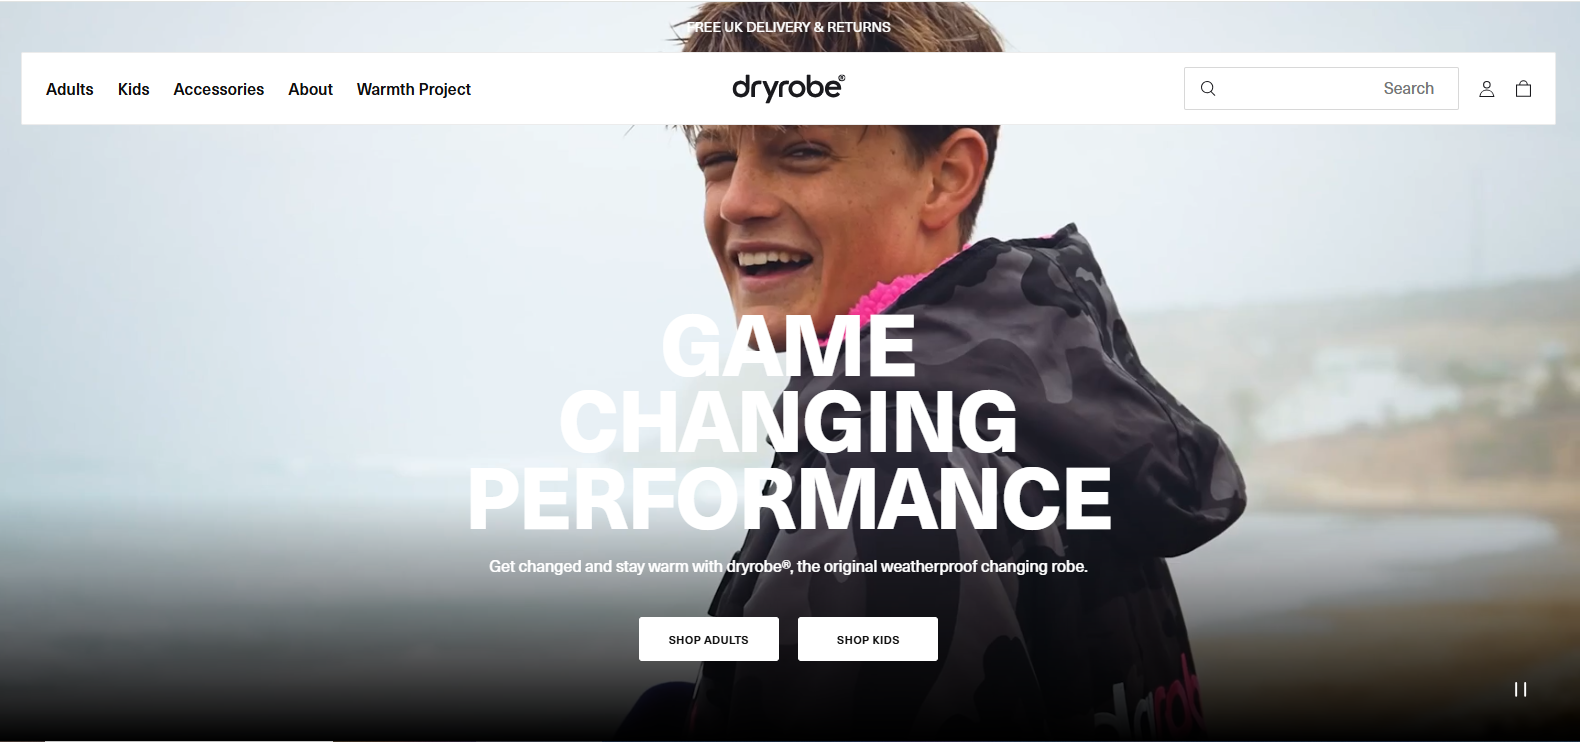 FREE UK DELIVERY & RETURNS
Adults Kids Accessories About Warmth Project dryrobe® Search
GAME
CHANGING
PERFORMANCE
Get changed and stay warm with dryrobe®, the original weatherproof changing robe.
SHOP ADULTS SHOP KIDS